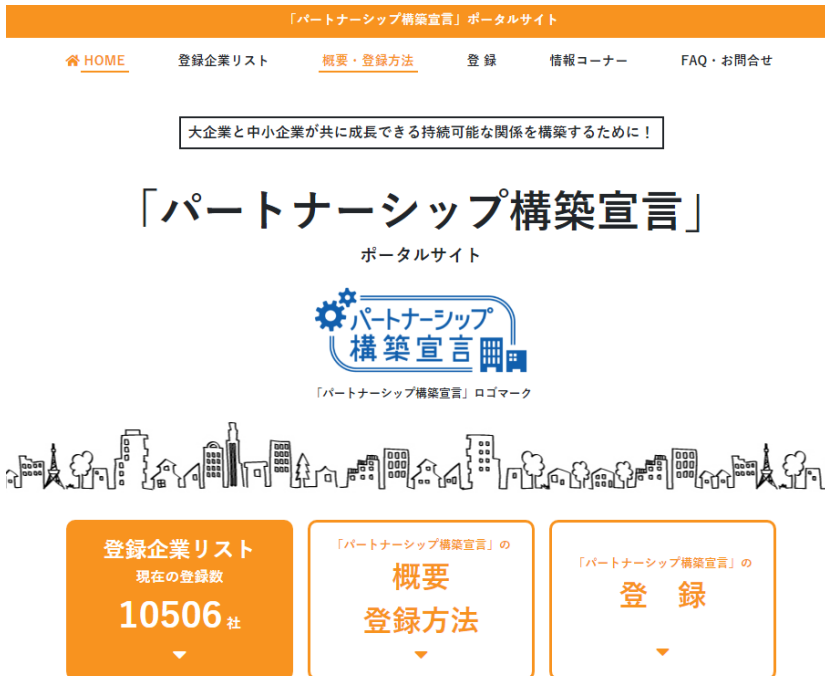 「パートナーシップ構築宣言」ポータルサイト
HOME 登録企業リスト 概要・登録方法 登 録 情報コーナー FAQ・お問合せ
大企業と中小企業が共に成長できる持続可能な関係を構築するために！
「パートナーシップ構築宣言」
ポータルサイト
パートナーシップ
構築宣言
「パートナーシップ構築宣言」ロゴマーク
登録企業リスト
現在の登録数
10506 社
「パートナーシップ構築宣言」の
概要
登録方法
「パートナーシップ構築宣言」の
登 録